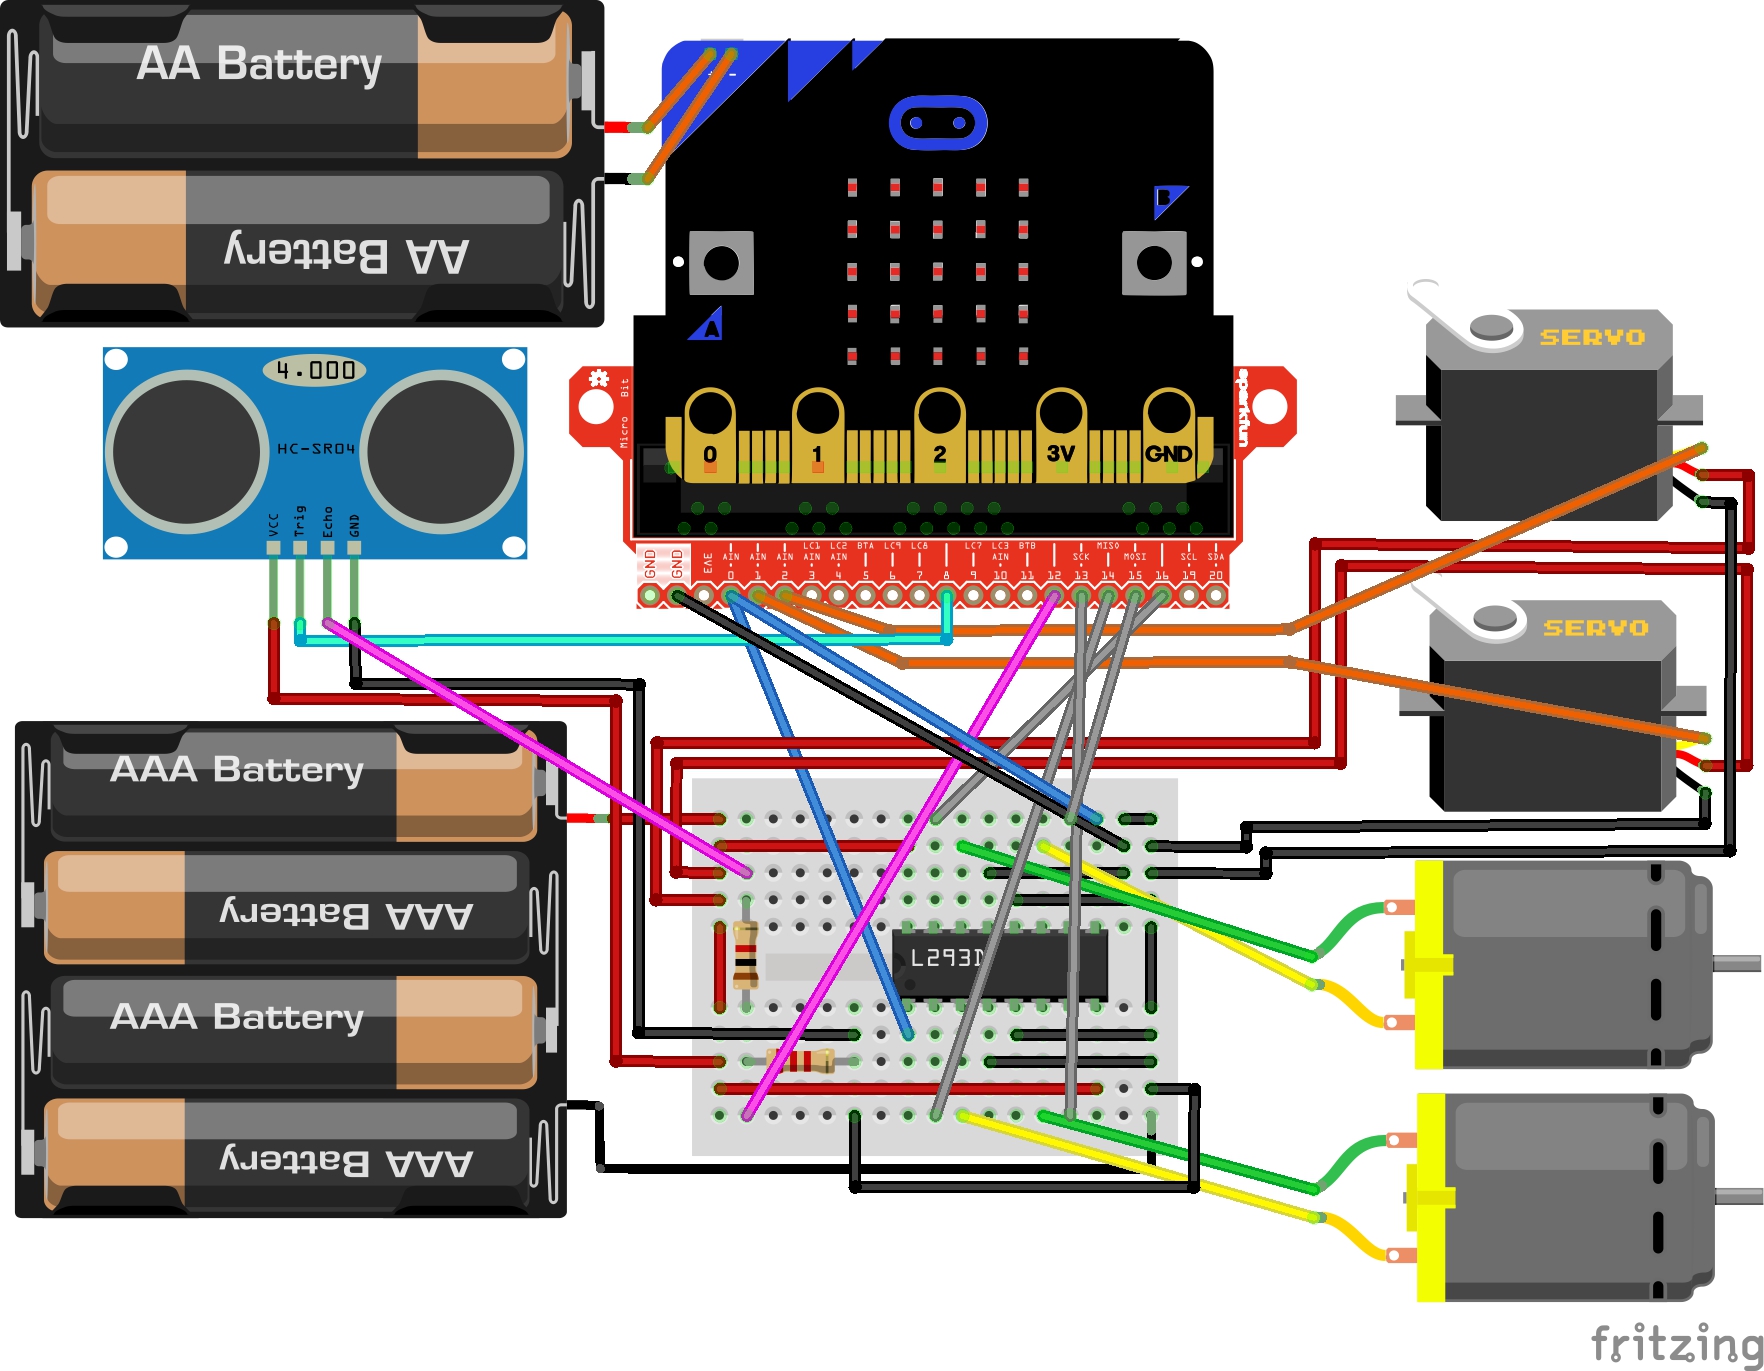 AA Battery
AA Battery
+ -
B
A
SERVO
4.000
HC-SR04
VCC
Trig
Echo
GND
Micro Bit
sparkfun
0 1 2 3V GND
LC1 LC2 BTA LC9 LC8 LC7 LC3 BTB MISO
AIN AIN AIN AIN AIN AIN SCK MOSI SCL SDA
GND GND 3VE 0 1 2 3 4 5 6 7 8 9 10 11 12 13 14 15 16 19 20
SERVO
AAA Battery
AAA Battery
L293D
AAA Battery
AAA Battery
fritzing